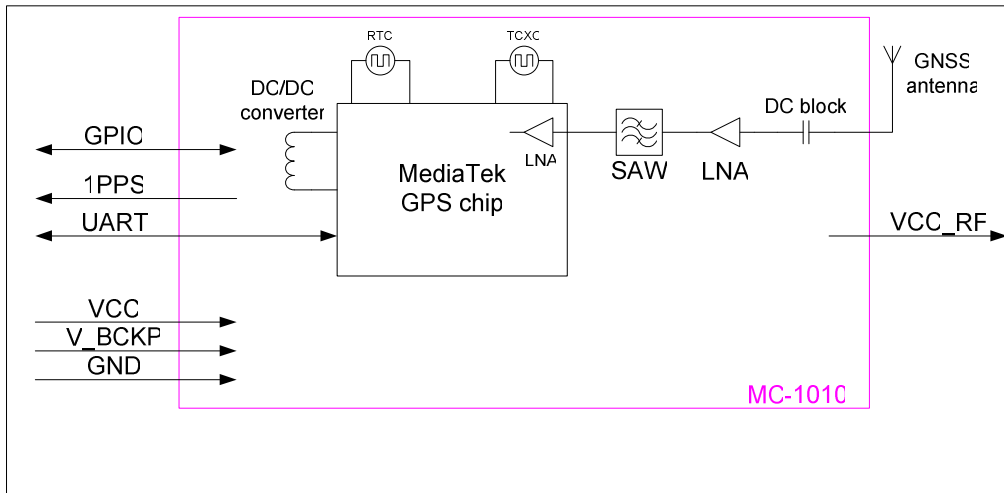 RTC
TCXO
DC/DC
converter
GNSS
antenna
DC block
GPIO
LNA
SAW
LNA
MediaTek
GPS chip
1PPS
UART
VCC_RF
VCC
V_BCKP
GND
MC-1010